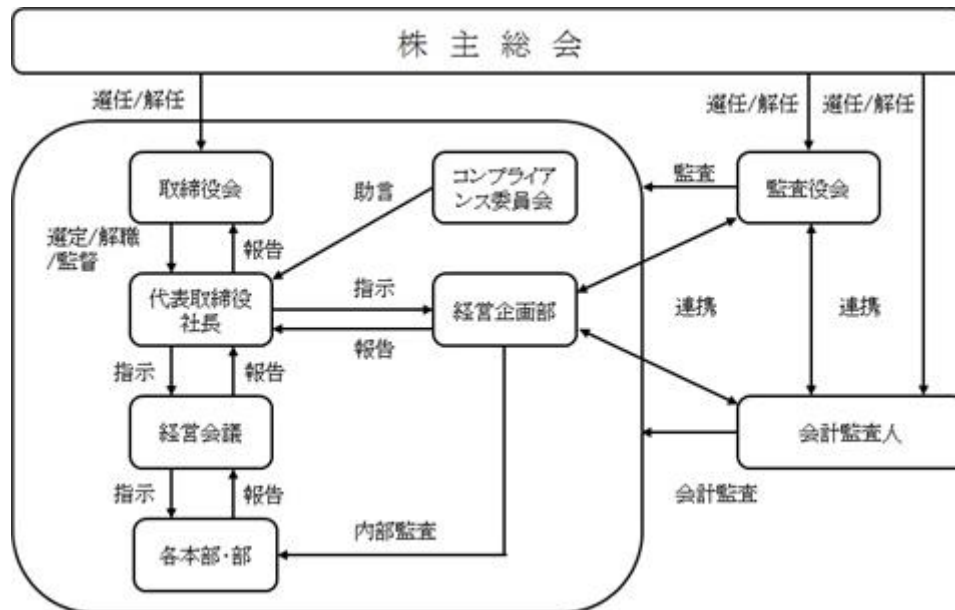 株主総会
選任/解任
選任/解任
選任/解任
取締役会
助言
コンプライア
ンス委員会
監査
監査役会
選定/解職
/監督
報告
代表取締役
社長
指示
報告
経営企画部
連携
連携
指示
報告
経営会議
会計監査人
指示
報告
会計監査
内部監査
各本部・部